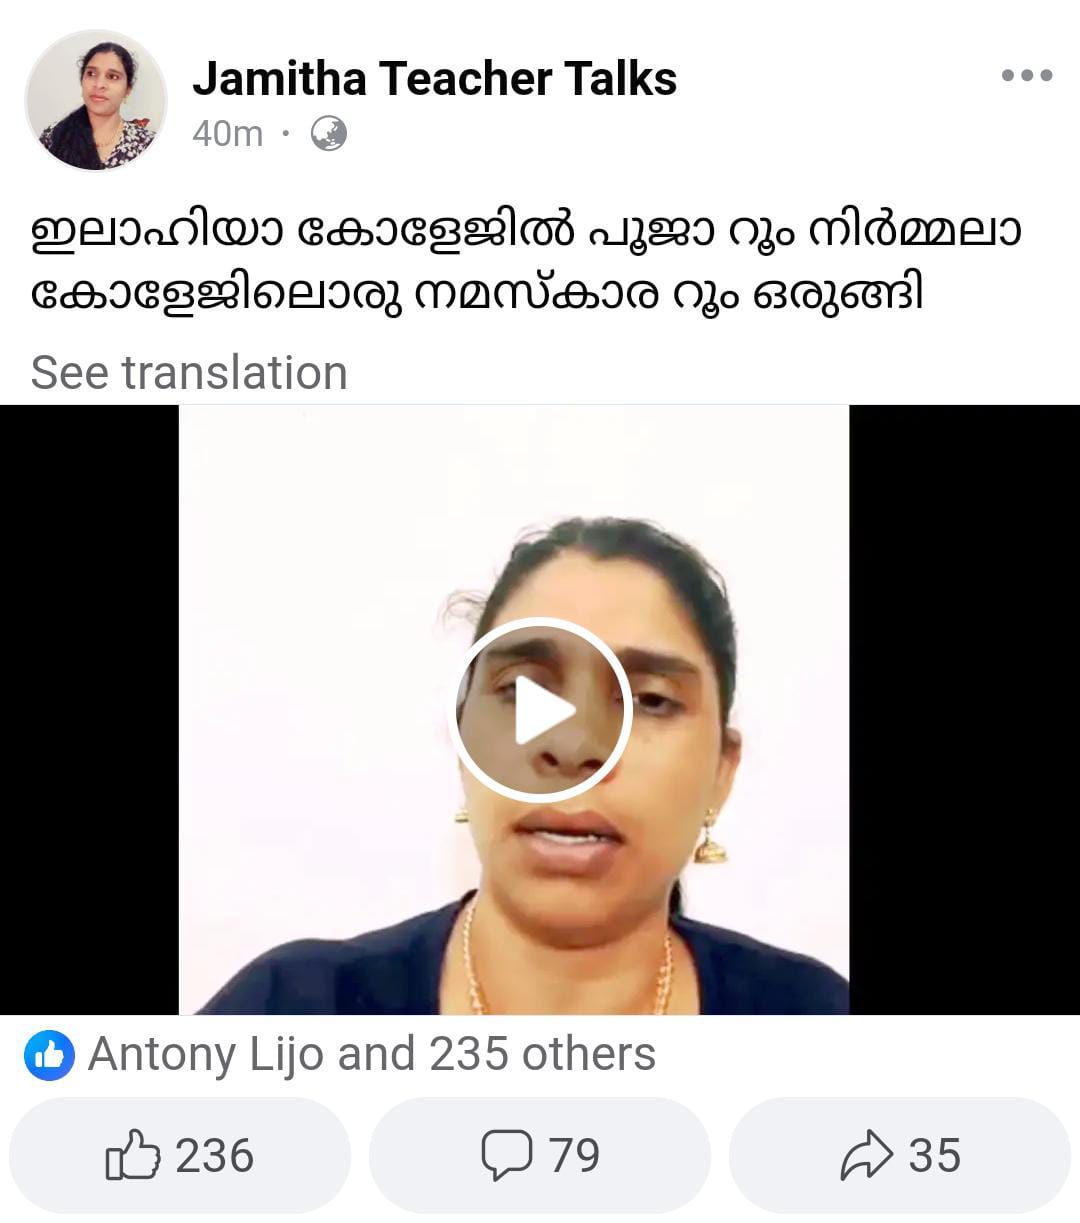 Jamitha Teacher Talks
40m ·
ഇലാഹിയാ കോളേജിൽ പൂജാ റൂം നിർമ്മലാ
കോളേജിലൊരു നമസ്കാര റൂം ഒരുങ്ങി
See translation
Antony Lijo and 235 others
236
79
35